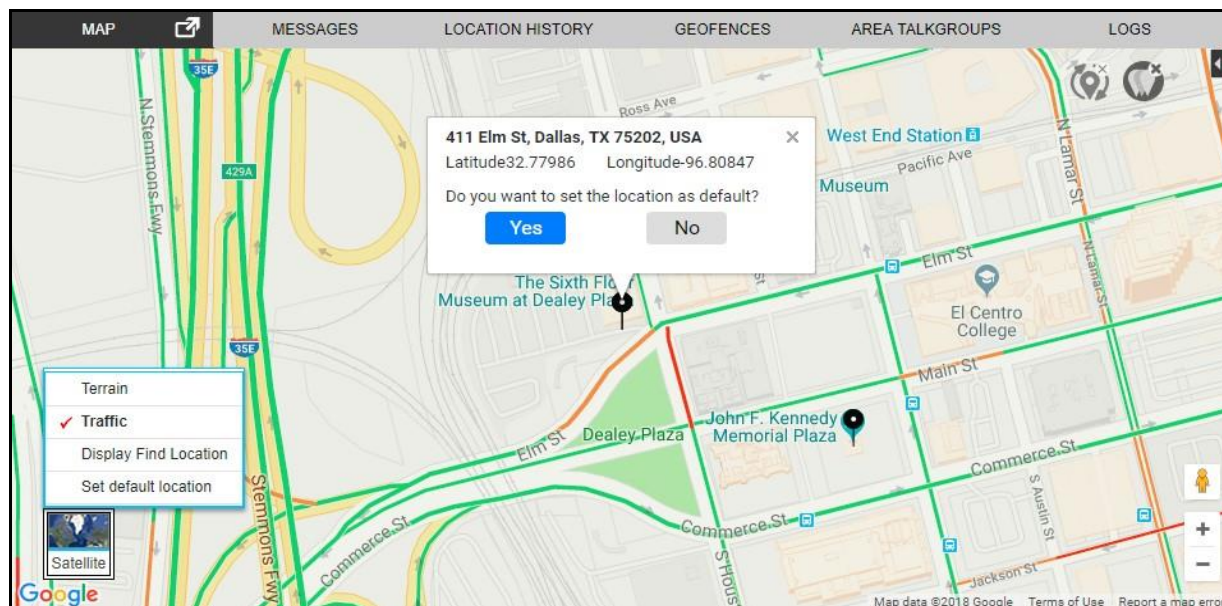 MAP
MESSAGES
LOCATION HISTORY
GEOFENCES
AREA TALKGROUPS
LOGS
35E
Ross Ave
N Lamar St
411 Elm St, Dallas, TX 75202, USA
Latitude32.77986 Longitude-96.80847
Do you want to set the location as default?
Yes
No
West End Station
Pacific Ave
Museum
N Stemmons Fwy
429A
The Sixth Floor
Museum at Dealey Plaza
Elm St
N Lamar St
El Centro
College
35E
Main St
Terrain
Traffic
Display Find Location
Set default location
Elm St
Dealey Plaza
John F. Kennedy
Memorial Plaza
Commerce St
Stemmons Fwy
S Austin St
Commerce St
Commerce St
S Hous
Jackson St
Satellite
Google
+
−
Map data ©2018 Google Terms of Use Report a map error